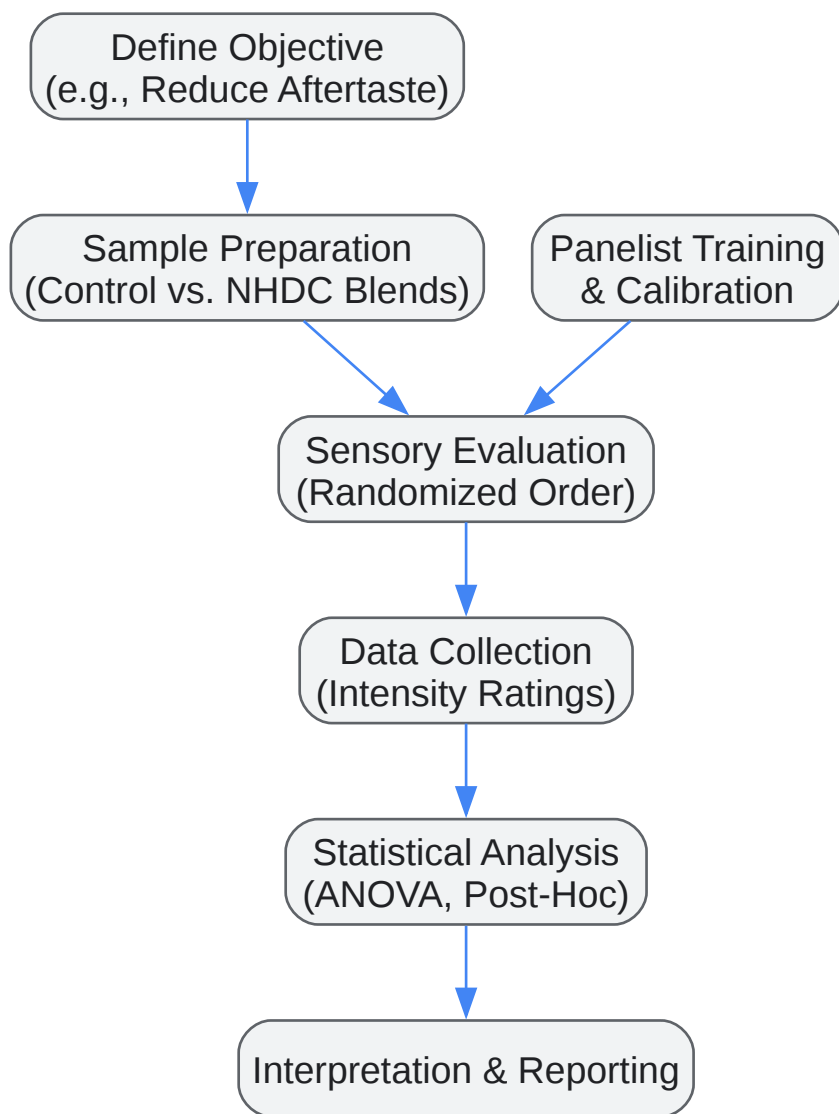 Define Objective
(e.g., Reduce Aftertaste)
Sample Preparation
(Control vs. NHDC Blends)
Panelist Training
& Calibration
Sensory Evaluation
(Randomized Order)
Data Collection
(Intensity Ratings)
Statistical Analysis
(ANOVA, Post-Hoc)
Interpretation & Reporting